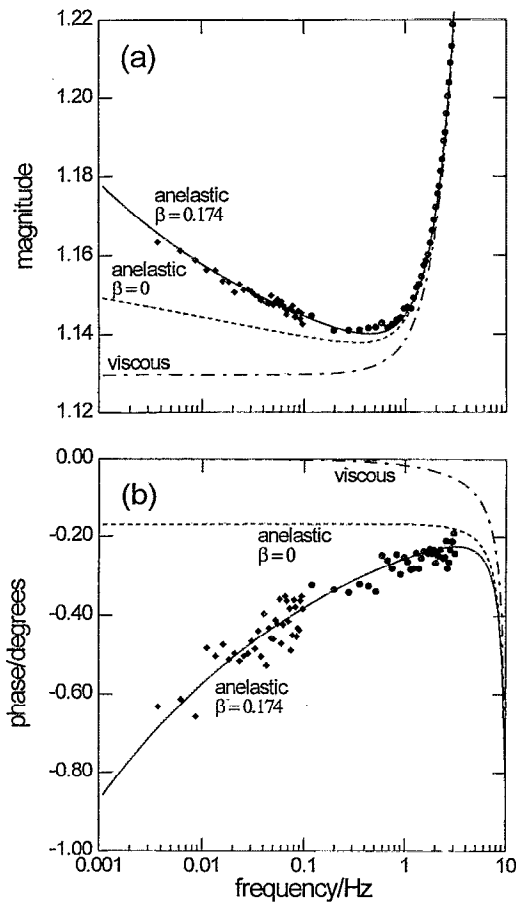 1.22
(a)
1.20
1.18
anelastic
β=0.174
magnitude
1.16
anelastic
β=0
1.14
viscous
1.12
0.00
viscous
(b)
-0.20
anelastic
β=0
-0.40
phase/degrees
-0.60
anelastic
β=0.174
-0.80
-1.00
0.001
0.01
0.1
1
10
frequency/Hz